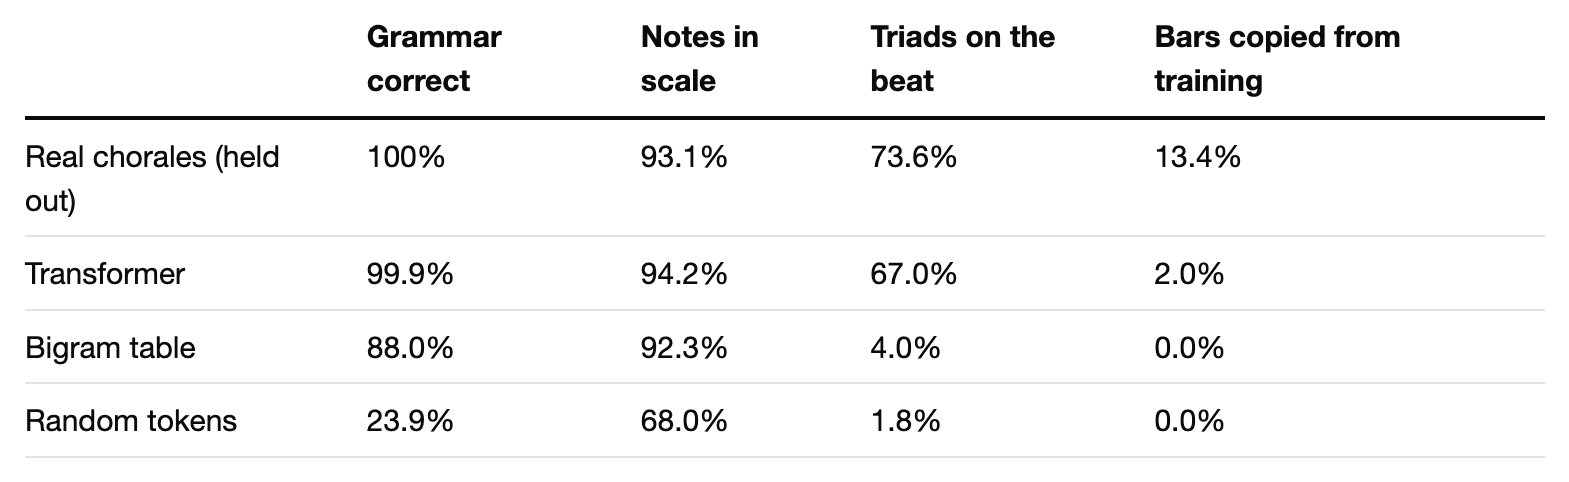 Grammar correct	Notes in scale	Triads on the beat	Bars copied from training
Real chorales (held out)	100%	93.1%	73.6%	13.4%
Transformer	99.9%	94.2%	67.0%	2.0%
Bigram table	88.0%	92.3%	4.0%	0.0%
Random tokens	23.9%	68.0%	1.8%	0.0%